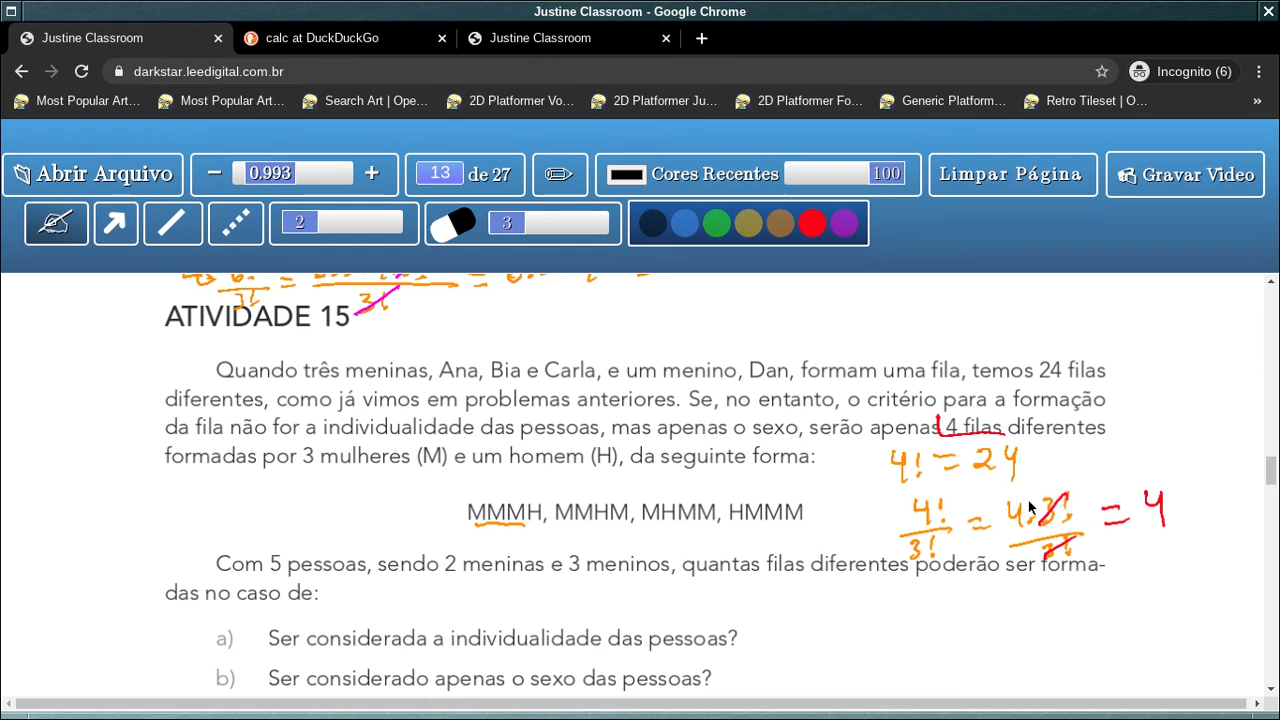 Justine Classroom - Google Chrome
Justine Classroom
calc at DuckDuckGo
Justine Classroom
darkstar.leedigital.com.br
Incognito (6)
Most Popular Art...
Most Popular Art...
Search Art | Ope...
2D Platformer Vo...
2D Platformer Ju...
2D Platformer Fo...
Generic Platform...
Retro Tileset | O...
Abrir Arquivo
0.993
13 de 27
Cores Recentes
100
Limpar Página
Gravar Video
2
3
3!
3!
ATIVIDADE 15
Quando três meninas, Ana, Bia e Carla, e um menino, Dan, formam uma fila, temos 24 filas
diferentes, como já vimos em problemas anteriores. Se, no entanto, o critério para a formação
da fila não for a individualidade das pessoas, mas apenas o sexo, serão apenas 4 filas diferentes
formadas por 3 mulheres (M) e um homem (H), da seguinte forma:
4! = 24
MMMH, MMHM, MHMM, HMMM
4!/3! = 4.3!/3! = 4
Com 5 pessoas, sendo 2 meninas e 3 meninos, quantas filas diferentes poderão ser forma-
das no caso de:
a) Ser considerada a individualidade das pessoas?
b) Ser considerado apenas o sexo das pessoas?